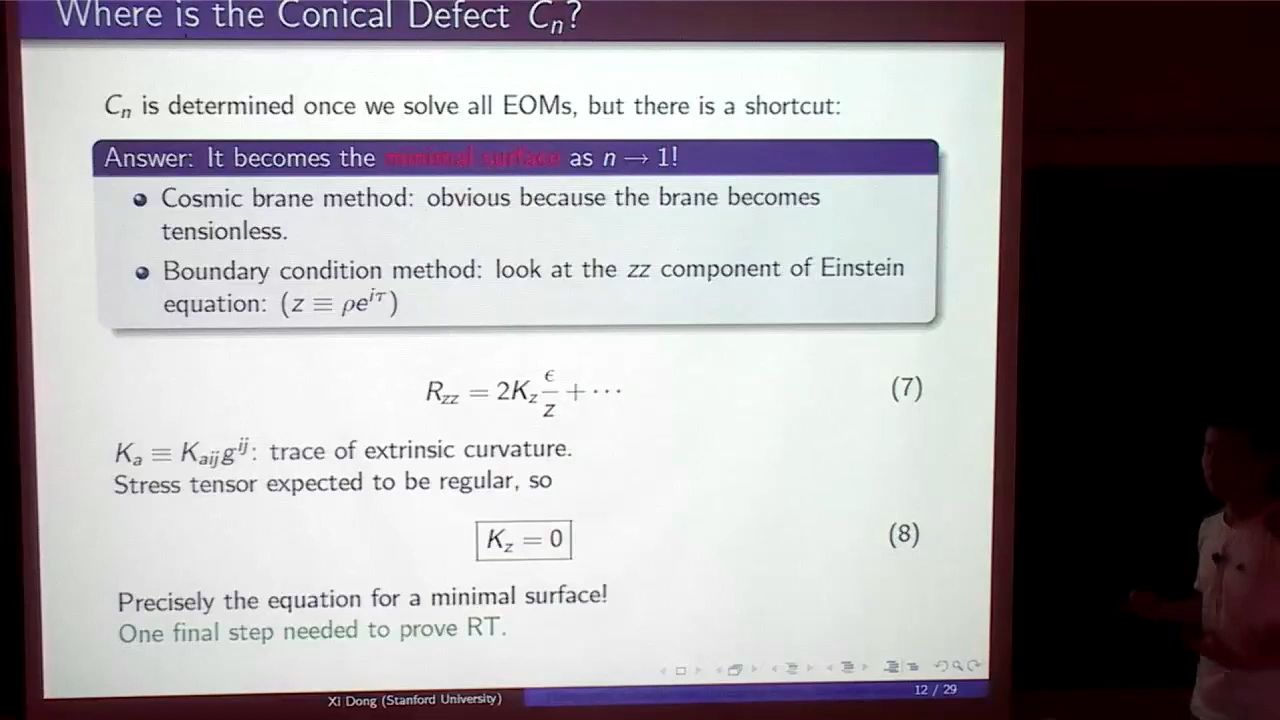 Where is the Conical Defect Cₙ?
Cₙ is determined once we solve all EOMs, but there is a shortcut:
Answer: It becomes the minimal surface as n → 1!
Cosmic brane method: obvious because the brane becomes
tensionless.
Boundary condition method: look at the zz component of Einstein
equation: (z ≡ ρe^{iτ})
R_{zz} = 2K_z ϵ/z + ⋯ (7)
K_a ≡ K_{aij}g^{ij}: trace of extrinsic curvature.
Stress tensor expected to be regular, so
K_z = 0 (8)
Precisely the equation for a minimal surface!
One final step needed to prove RT.
Xi Dong (Stanford University)
12 / 29